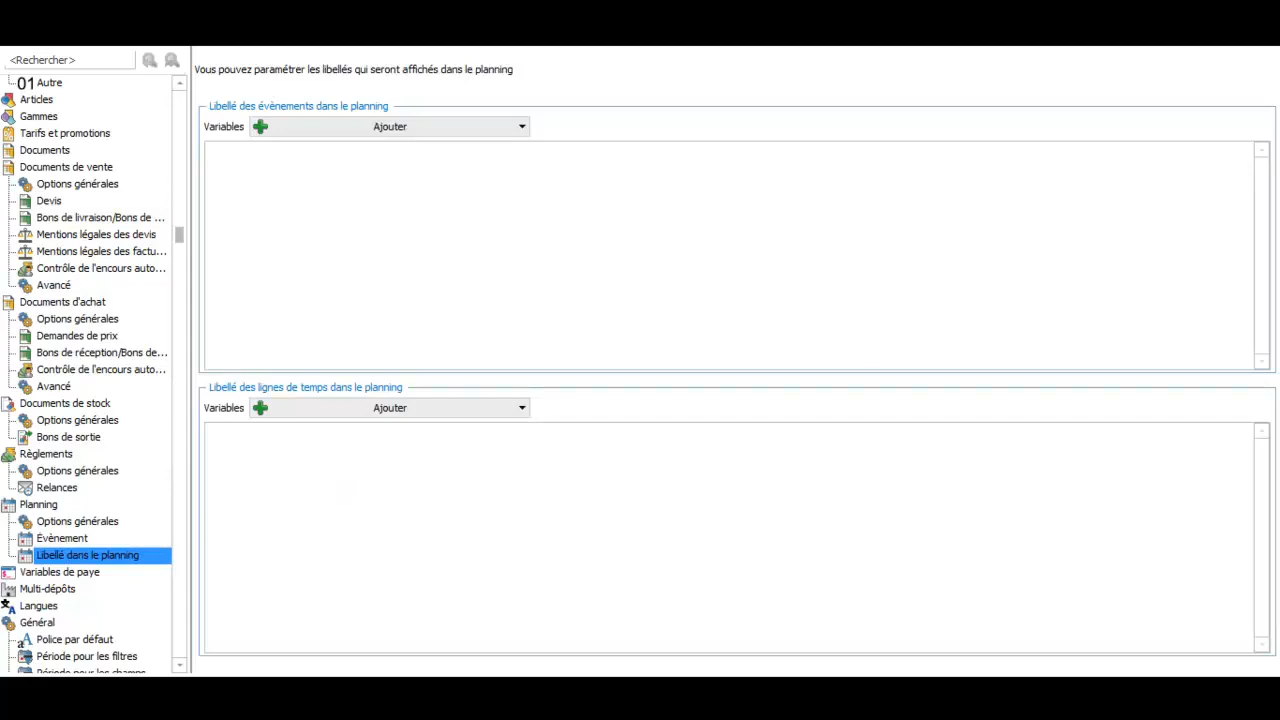 <Rechercher>
01 Autre
Articles
Gammes
Tarifs et promotions
Documents
Documents de vente
Options générales
Devis
Bons de livraison/Bons de ...
Mentions légales des devis
Mentions légales des factu...
Contrôle de l'encours auto...
Avancé
Documents d'achat
Options générales
Demandes de prix
Bons de réception/Bons de...
Contrôle de l'encours auto...
Avancé
Documents de stock
Options générales
Bons de sortie
Règlements
Options générales
Relances
Planning
Options générales
Évènement
Libellé dans le planning
Variables de paye
Multi-dépôts
Langues
Général
Police par défaut
Période pour les filtres
Période pour les champs
Vous pouvez paramétrer les libellés qui seront affichés dans le planning
Libellé des évènements dans le planning
Variables Ajouter
Libellé des lignes de temps dans le planning
Variables Ajouter